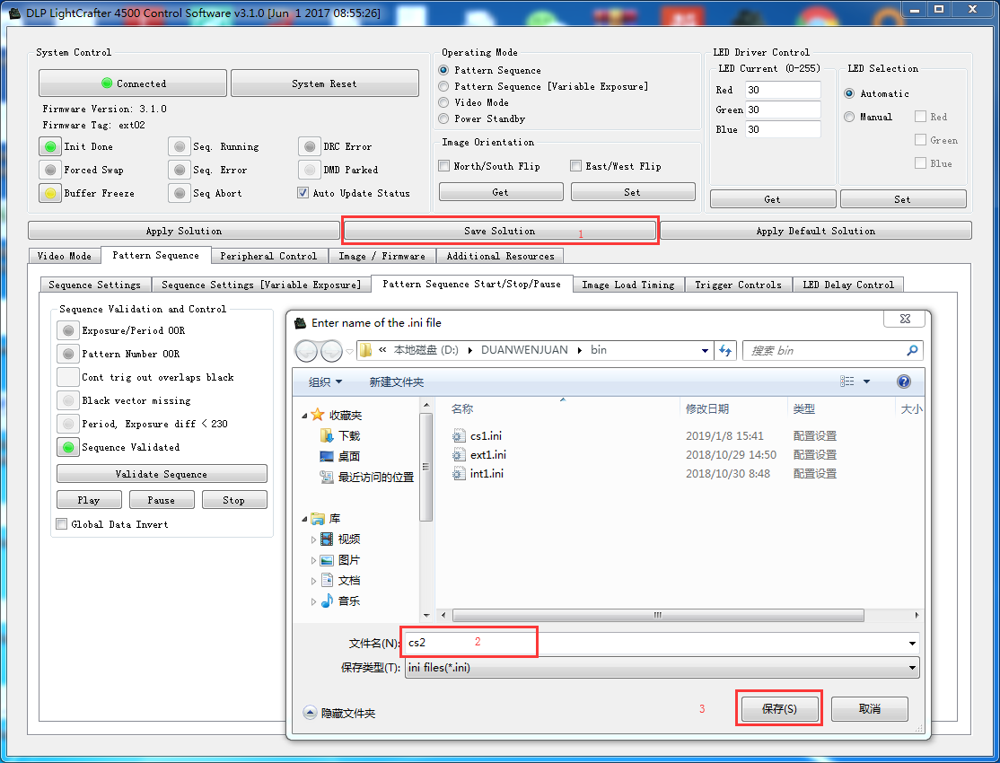 DLP LightCrafter 4500 Control Software v3.1.0 [Jun  1 2017 08:55:26]
System Control
Connected
System Reset
Firmware Version: 3.1.0
Firmware Tag: ext02
Init Done
Seq. Running
DRC Error
Forced Swap
Seq. Error
DMD Parked
Buffer Freeze
Seq Abort
Auto Update Status
Operating Mode
Pattern Sequence
Pattern Sequence [Variable Exposure]
Video Mode
Power Standby
Image Orientation
North/South Flip
East/West Flip
Get
Set
LED Driver Control
LED Current (0-255)
Red 30
Green 30
Blue 30
LED Selection
Automatic
Manual
Red
Green
Blue
Get
Set
Apply Solution
Save Solution 1
Apply Default Solution
Video Mode
Pattern Sequence
Peripheral Control
Image / Firmware
Additional Resources
Sequence Settings
Sequence Settings [Variable Exposure]
Pattern Sequence Start/Stop/Pause
Image Load Timing
Trigger Controls
LED Delay Control
Sequence Validation and Control
Exposure/Period OOR
Pattern Number OOR
Cont trig out overlaps black
Black vector missing
Period, Exposure diff < 230
Sequence Validated
Validate Sequence
Play
Pause
Stop
Global Data Invert
Enter name of the .ini file
« 本地磁盘 (D:) DUANWENJUAN bin
搜索 bin
组织
新建文件夹
收藏夹
下载
桌面
最近访问的位置
库
视频
图片
文档
音乐
名称
修改日期
类型
大小
cs1.ini 2019/1/8 15:41 配置设置
ext1.ini 2018/10/29 14:50 配置设置
int1.ini 2018/10/30 8:48 配置设置
文件名(N): cs2 2
保存类型(T): ini files(*.ini)
隐藏文件夹
3
保存(S)
取消